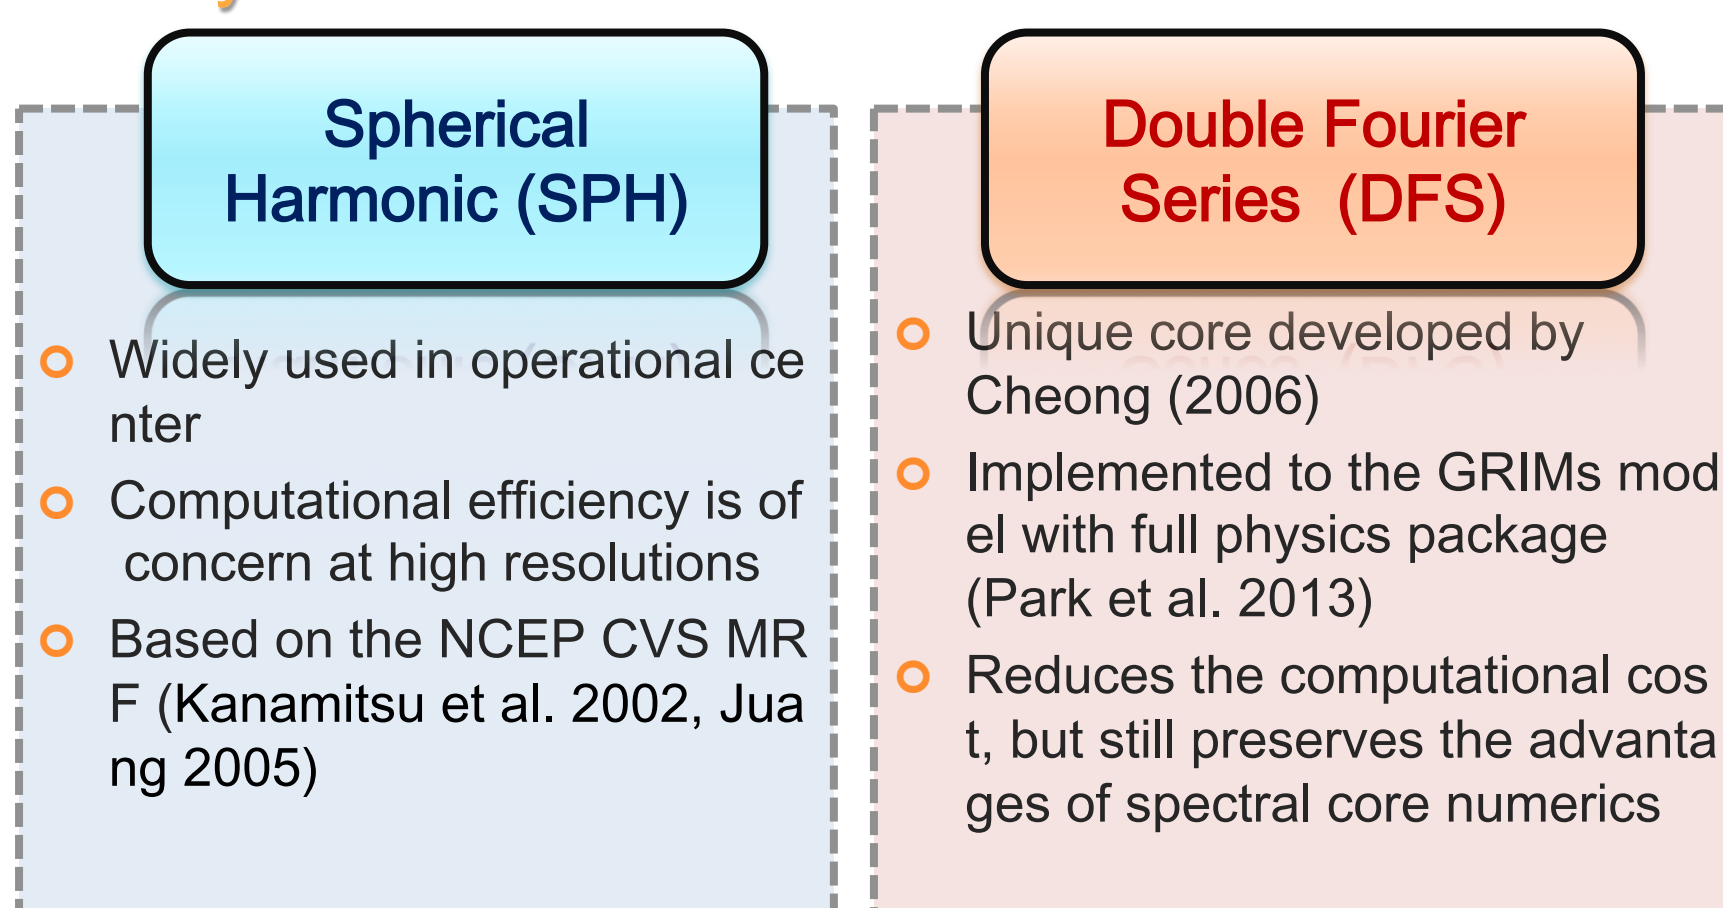 Spherical
Harmonic (SPH)
Widely used in operational ce
nter
Computational efficiency is of
concern at high resolutions
Based on the NCEP CVS MR
F (Kanamitsu et al. 2002, Jua
ng 2005)
Double Fourier
Series (DFS)
Unique core developed by
Cheong (2006)
Implemented to the GRIMs mod
el with full physics package
(Park et al. 2013)
Reduces the computational cos
t, but still preserves the advanta
ges of spectral core numerics